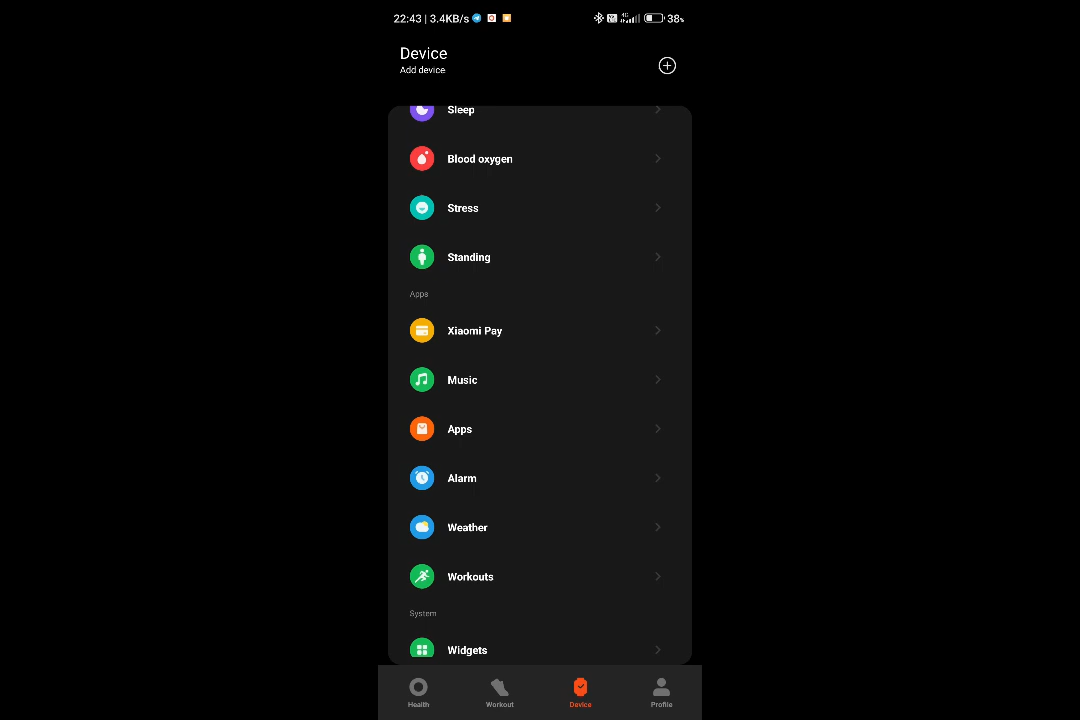 22:43 | 3.4KB/s
4G
38%
Device
Add device
Sleep
Blood oxygen
Stress
Standing
Apps
Xiaomi Pay
Music
Apps
Alarm
Weather
Workouts
System
Widgets
Health
Workout
Device
Profile